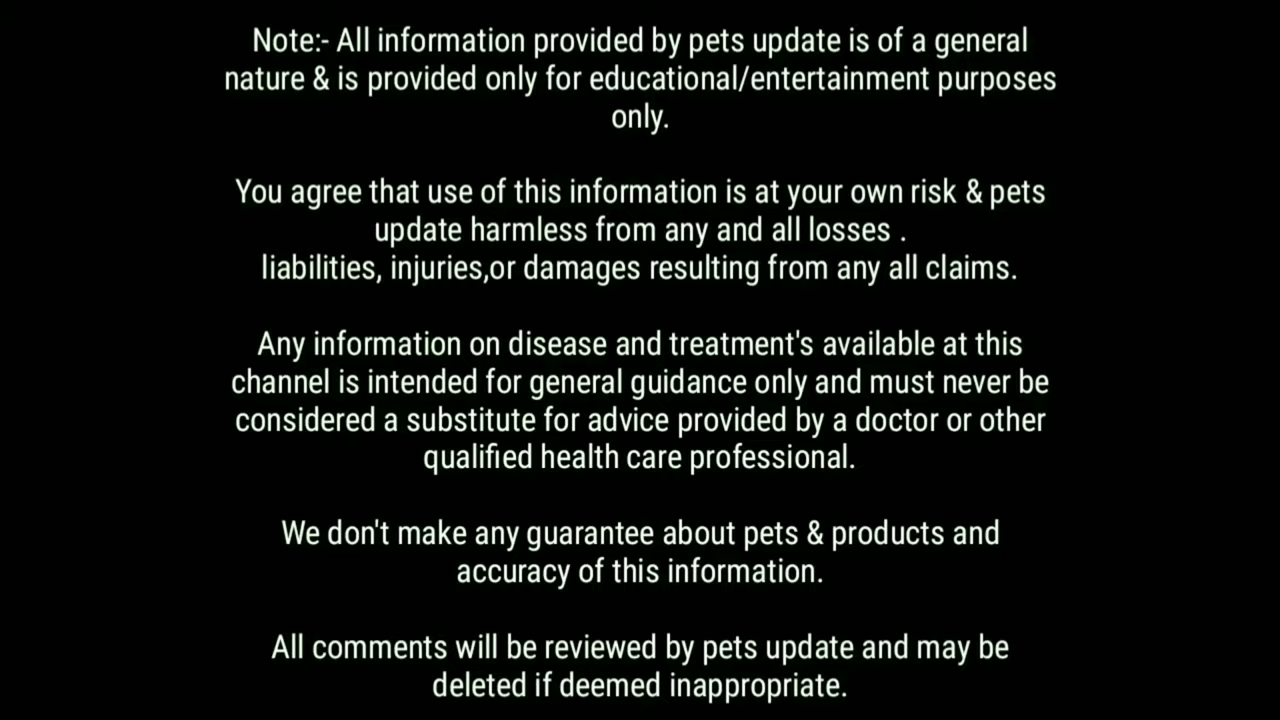 Note:- All information provided by pets update is of a general
nature & is provided only for educational/entertainment purposes
only.
You agree that use of this information is at your own risk & pets
update harmless from any and all losses .
liabilities, injuries,or damages resulting from any all claims.
Any information on disease and treatment's available at this
channel is intended for general guidance only and must never be
considered a substitute for advice provided by a doctor or other
qualified health care professional.
We don't make any guarantee about pets & products and
accuracy of this information.
All comments will be reviewed by pets update and may be
deleted if deemed inappropriate.